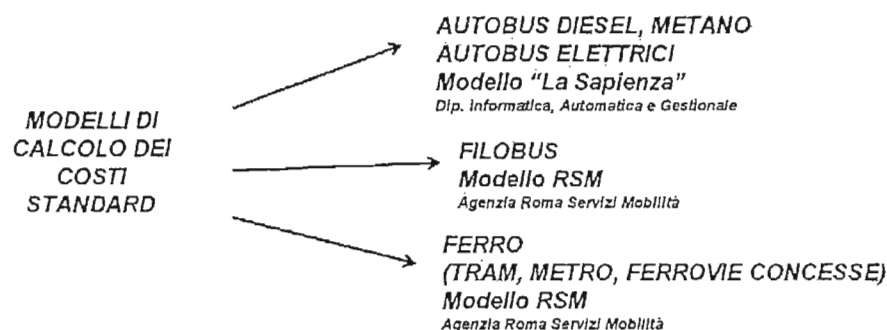 MODELLI DI
CALCOLO DEI
COSTI
STANDARD
AUTOBUS DIESEL, METANO
AUTOBUS ELETTRICI
Modello “La Sapienza”
Dip. Informatica, Automatica e Gestionale
FILOBUS
Modello RSM
Agenzia Roma Servizi Mobilità
FERRO
(TRAM, METRO, FERROVIE CONCESSE)
Modello RSM
Agenzia Roma Servizi Mobilità